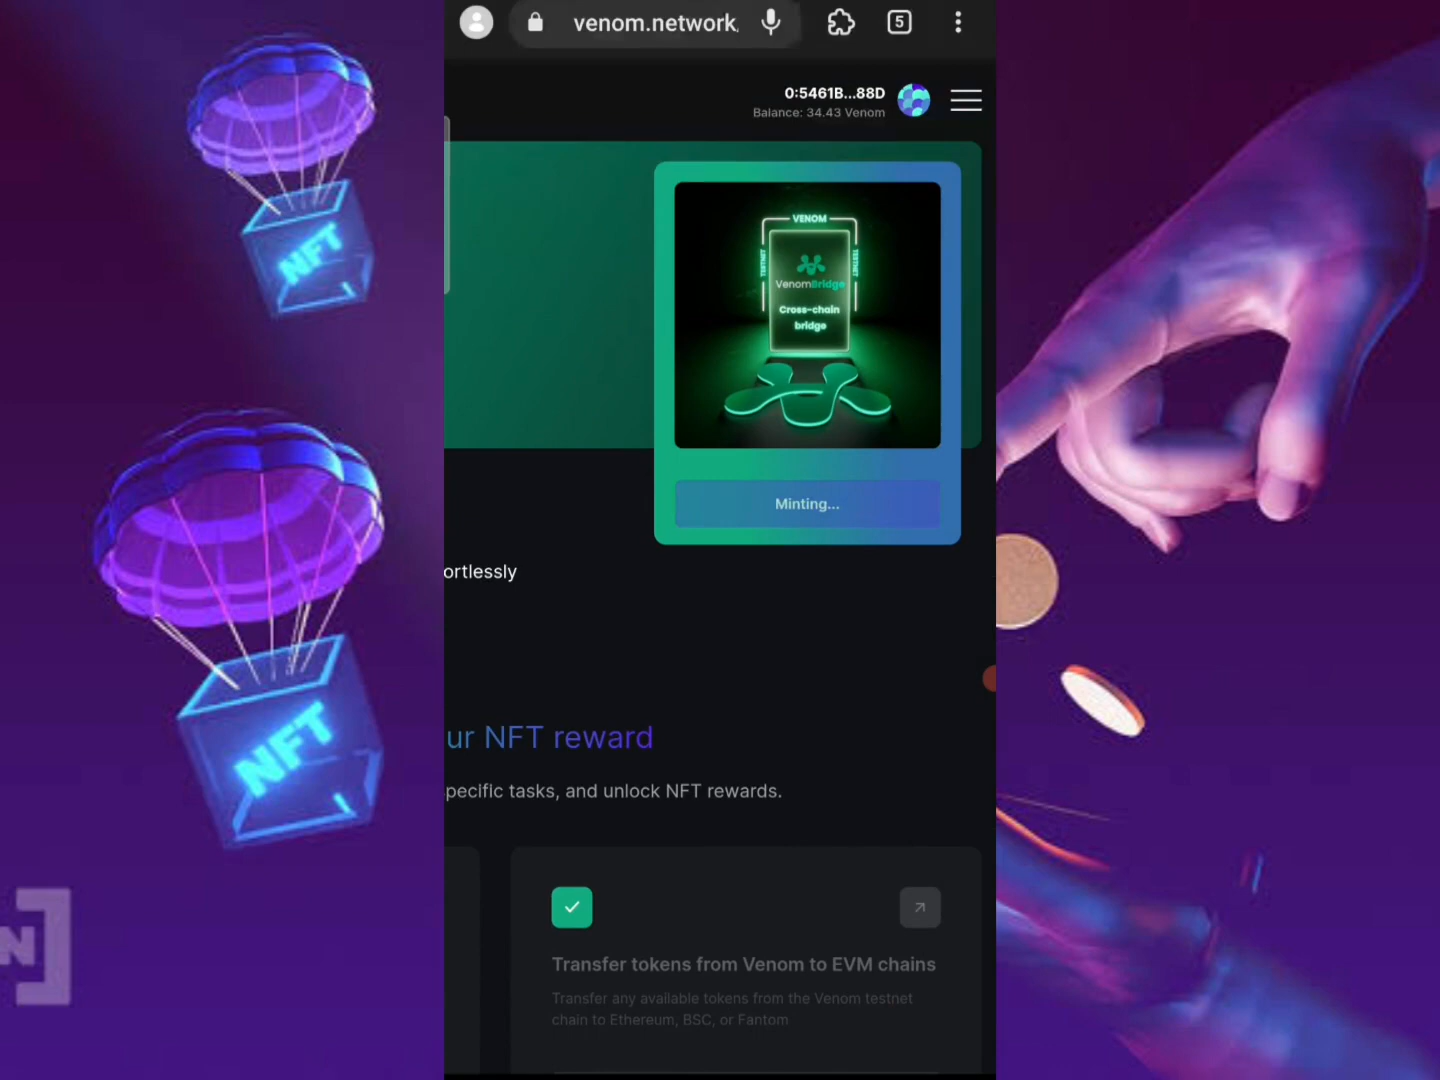 venom.network
5
0:5461B...88D
Balance: 34.43 Venom
VENOM
TESTNET
TESTNET
VenomBridge
Cross-chain
bridge
Minting...
ortlessly
ur NFT reward
pecific tasks, and unlock NFT rewards.
Transfer tokens from Venom to EVM chains
Transfer any available tokens from the Venom testnet
chain to Ethereum, BSC, or Fantom
NFT
NFT
N